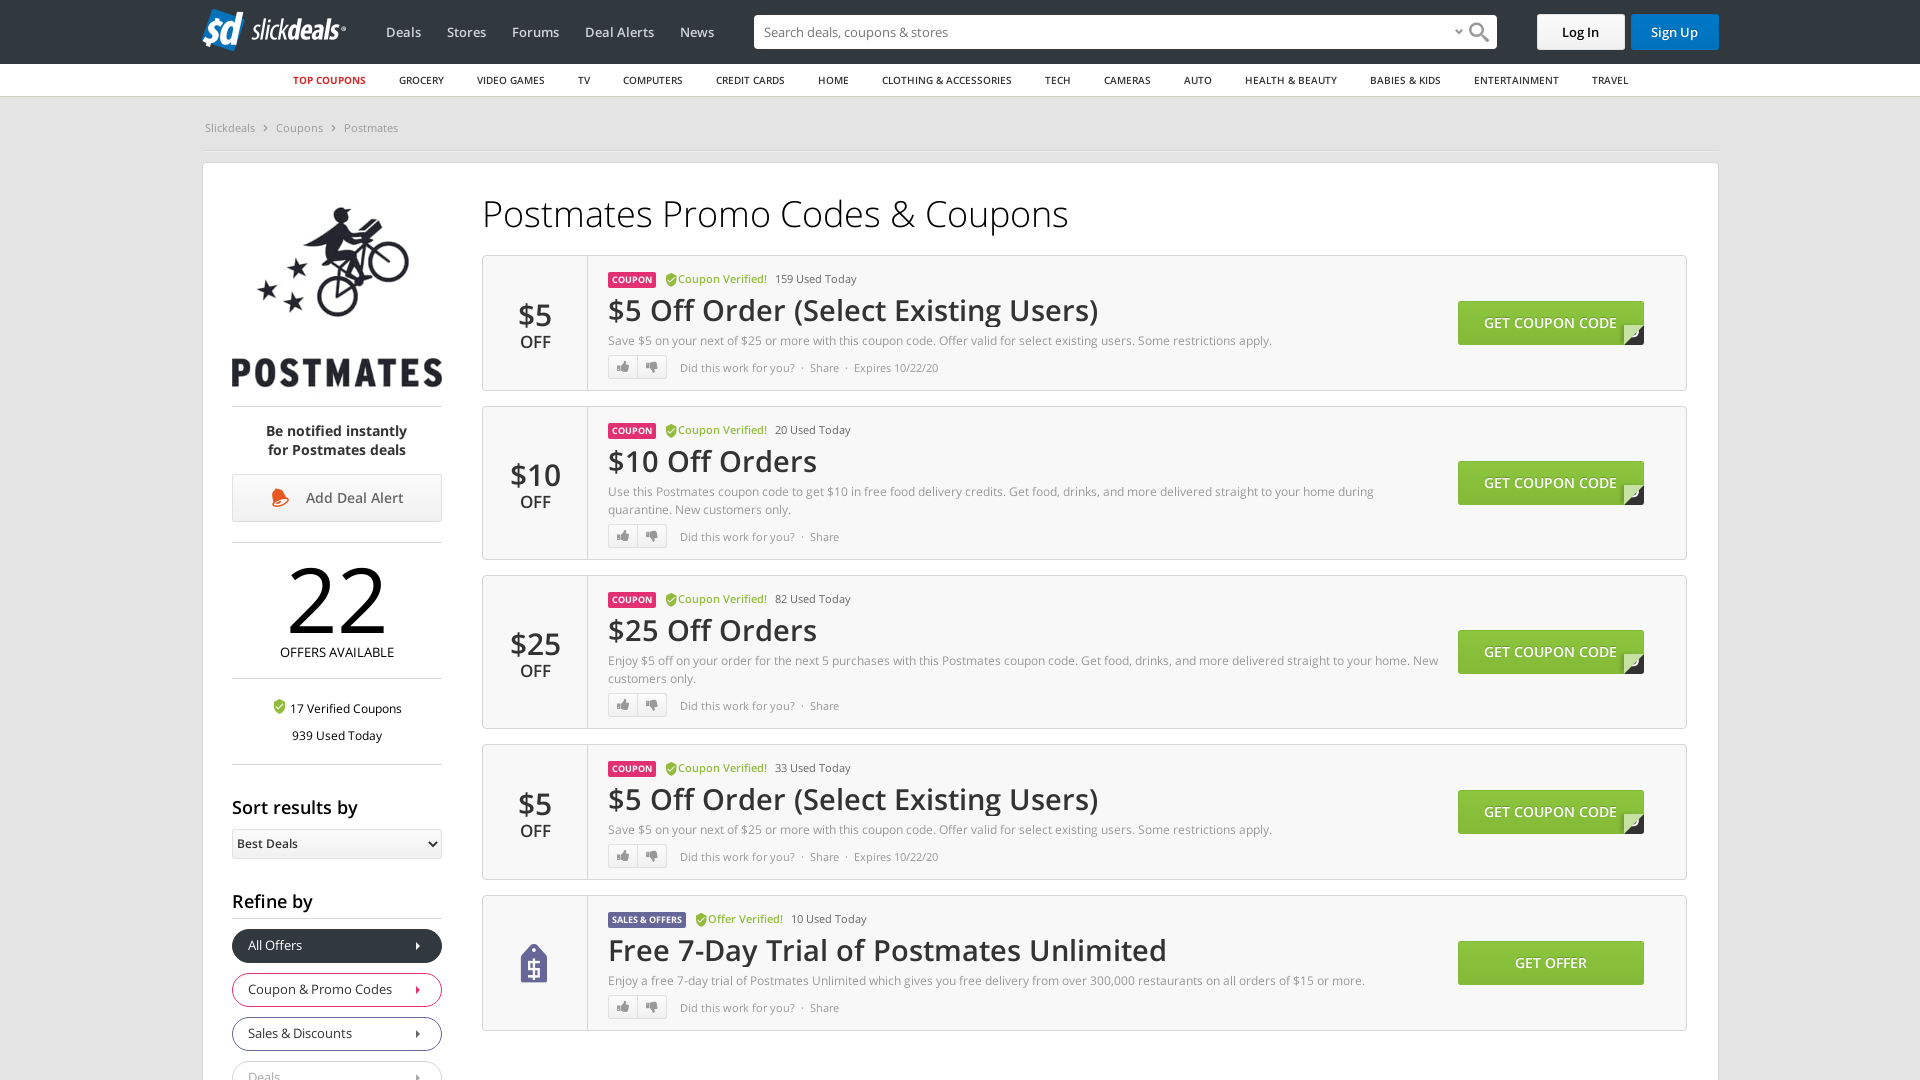 sd slickdeals
Deals Stores Forums Deal Alerts News
Search deals, coupons & stores
Log In
Sign Up
TOP COUPONS GROCERY VIDEO GAMES TV COMPUTERS CREDIT CARDS HOME CLOTHING & ACCESSORIES TECH CAMERAS AUTO HEALTH & BEAUTY BABIES & KIDS ENTERTAINMENT TRAVEL
Slickdeals › Coupons › Postmates
POSTMATES
Be notified instantly
for Postmates deals
Add Deal Alert
22
OFFERS AVAILABLE
17 Verified Coupons
939 Used Today
Sort results by
Best Deals
Refine by
All Offers
Coupon & Promo Codes
Sales & Discounts
Deals
Postmates Promo Codes & Coupons
$5
OFF
COUPON Coupon Verified! 159 Used Today
$5 Off Order (Select Existing Users)
Save $5 on your next of $25 or more with this coupon code. Offer valid for select existing users. Some restrictions apply.
Did this work for you? · Share · Expires 10/22/20
GET COUPON CODE
$10
OFF
COUPON Coupon Verified! 20 Used Today
$10 Off Orders
Use this Postmates coupon code to get $10 in free food delivery credits. Get food, drinks, and more delivered straight to your home during
quarantine. New customers only.
Did this work for you? · Share
GET COUPON CODE
$25
OFF
COUPON Coupon Verified! 82 Used Today
$25 Off Orders
Enjoy $5 off on your order for the next 5 purchases with this Postmates coupon code. Get food, drinks, and more delivered straight to your home. New
customers only.
Did this work for you? · Share
GET COUPON CODE
$5
OFF
COUPON Coupon Verified! 33 Used Today
$5 Off Order (Select Existing Users)
Save $5 on your next of $25 or more with this coupon code. Offer valid for select existing users. Some restrictions apply.
Did this work for you? · Share · Expires 10/22/20
GET COUPON CODE
SALES & OFFERS Offer Verified! 10 Used Today
Free 7-Day Trial of Postmates Unlimited
Enjoy a free 7-day trial of Postmates Unlimited which gives you free delivery from over 300,000 restaurants on all orders of $15 or more.
Did this work for you? · Share
GET OFFER